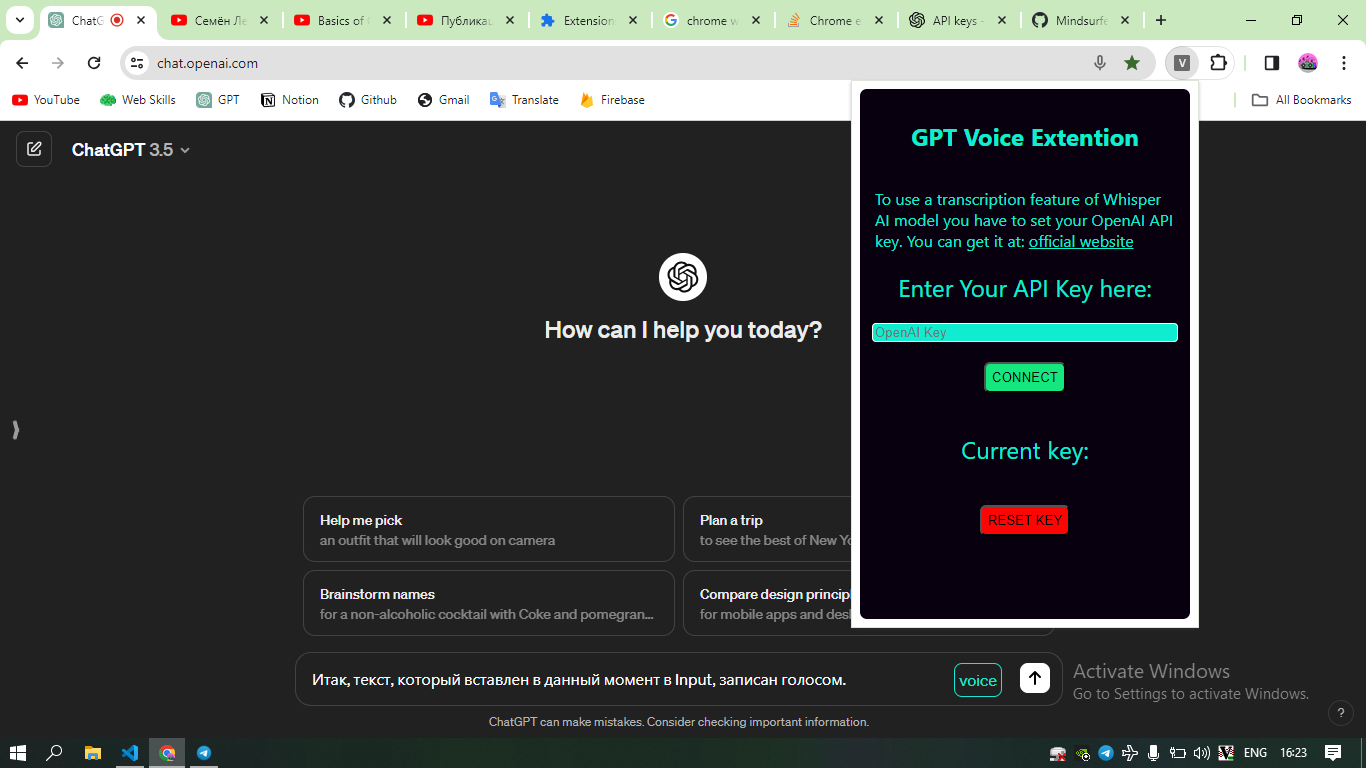 ChatG
Семён Ле
Basics of
Публикац
Extension
chrome w
Chrome e
API keys -
Mindsurfe
chat.openai.com
V
YouTube
Web Skills
GPT
Notion
Github
Gmail
Translate
Firebase
All Bookmarks
ChatGPT 3.5
GPT Voice Extention
To use a transcription feature of Whisper
AI model you have to set your OpenAI API
key. You can get it at: official website
Enter Your API Key here:
OpenAI Key
CONNECT
Current key:
RESET KEY
How can I help you today?
Help me pick
an outfit that will look good on camera
Plan a trip
to see the best of New Yo
Brainstorm names
for a non-alcoholic cocktail with Coke and pomegran...
Compare design principl
for mobile apps and desk
Итак, текст, который вставлен в данный момент в Input, записан голосом.
voice
Activate Windows
Go to Settings to activate Windows.
ChatGPT can make mistakes. Consider checking important information.
?
ENG
16:23